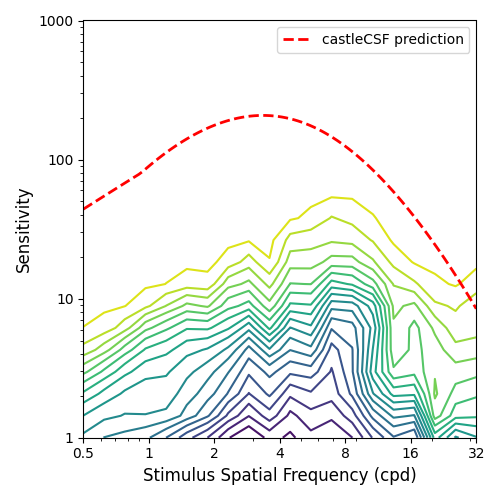 castleCSF prediction
1000
100
10
1
Sensitivity
0.5 1 2 4 8 16 32
Stimulus Spatial Frequency (cpd)